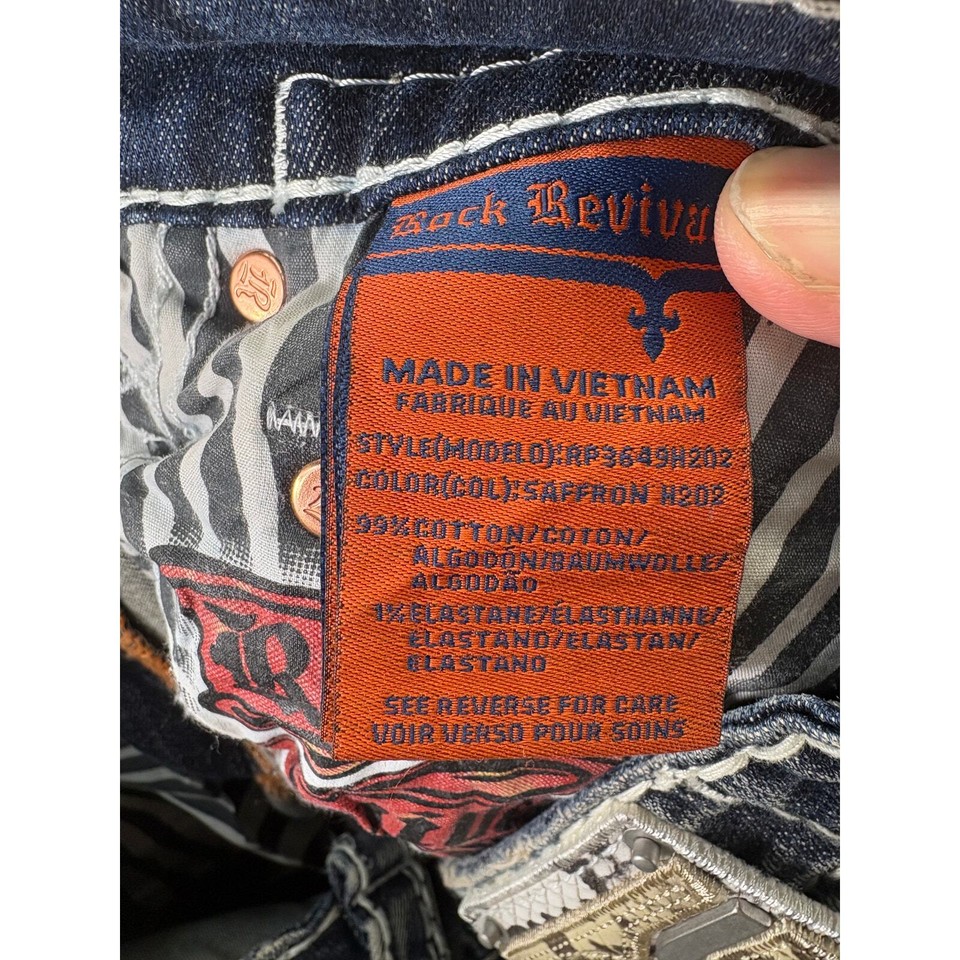 Rock Revival
MADE IN VIETNAM
FABRIQUE AU VIETNAM
STYLE(MODELO):RP3649H202
COLOR(COL):SAFFRON H202
99%COTTON/COTON/
ALGODÓN/BAUMWOLLE/
ALGODÃO
1%ELASTANE/ÉLASTHANNE/
ELASTANO/ELASTAN/
ELASTANO
SEE REVERSE FOR CARE
VOIR VERSO POUR SOINS